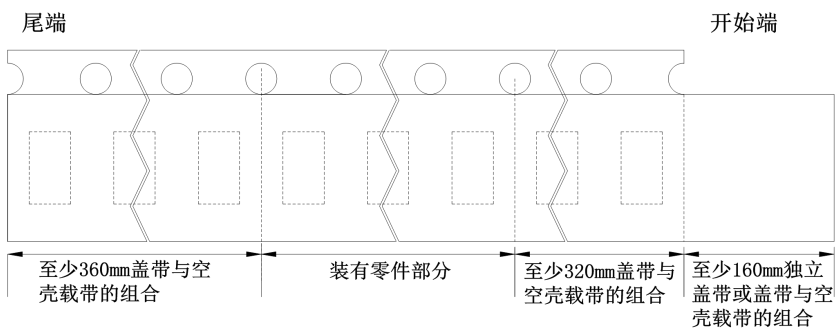 尾端
开始端
至少360mm盖带与空
壳载带的组合
装有零件部分
至少320mm盖带与
空壳载带的组合
至少160mm独立
盖带或盖带与空
壳载带的组合